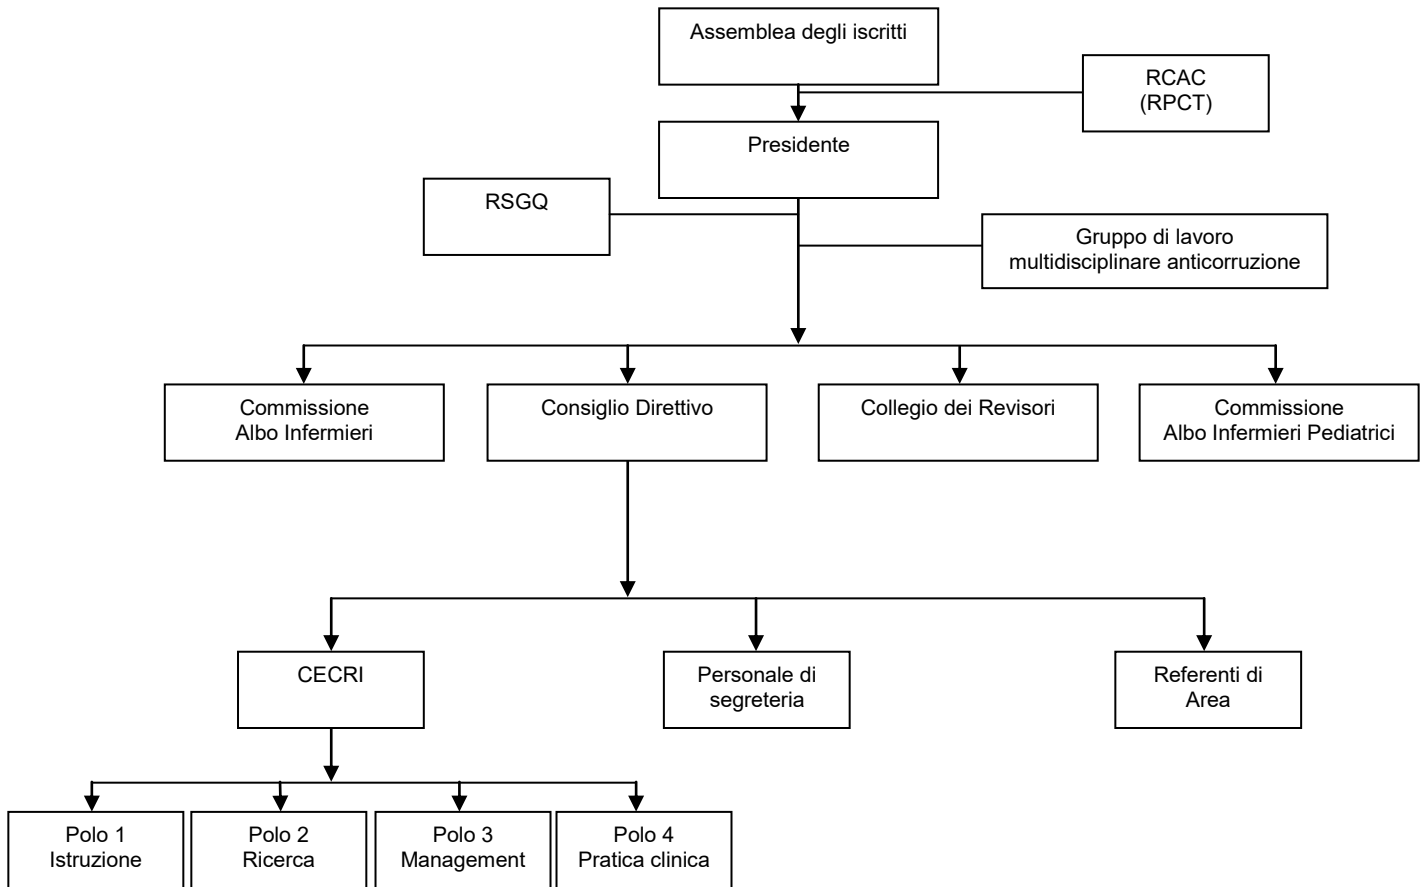 Assemblea degli iscritti
RCAC
(RPCT)
Presidente
RSGQ
Gruppo di lavoro
multidisciplinare anticorruzione
Commissione
Albo Infermieri
Consiglio Direttivo
Collegio dei Revisori
Commissione
Albo Infermieri Pediatrici
CECRI
Personale di
segreteria
Referenti di
Area
Polo 1
Istruzione
Polo 2
Ricerca
Polo 3
Management
Polo 4
Pratica clinica